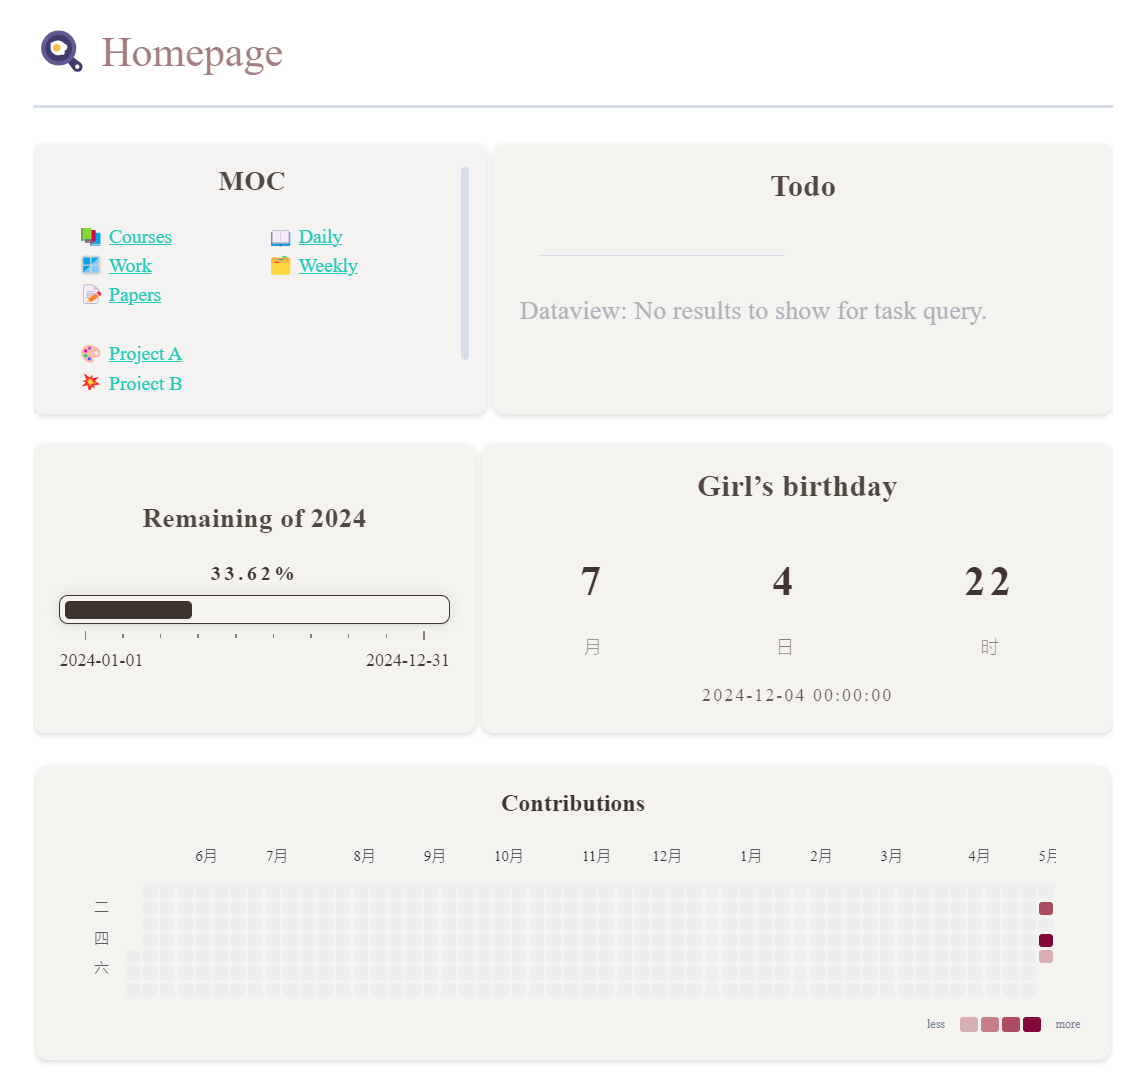 Homepage
MOC
Courses
Work
Papers
Project A
Project B
Daily
Weekly
Todo
Dataview: No results to show for task query.
Remaining of 2024
33.62%
2024-01-01 2024-12-31
Girl’s birthday
7 4 22
月 日 时
2024-12-04 00:00:00
Contributions
6月 7月 8月 9月 10月 11月 12月 1月 2月 3月 4月 5月
二
四
六
less more